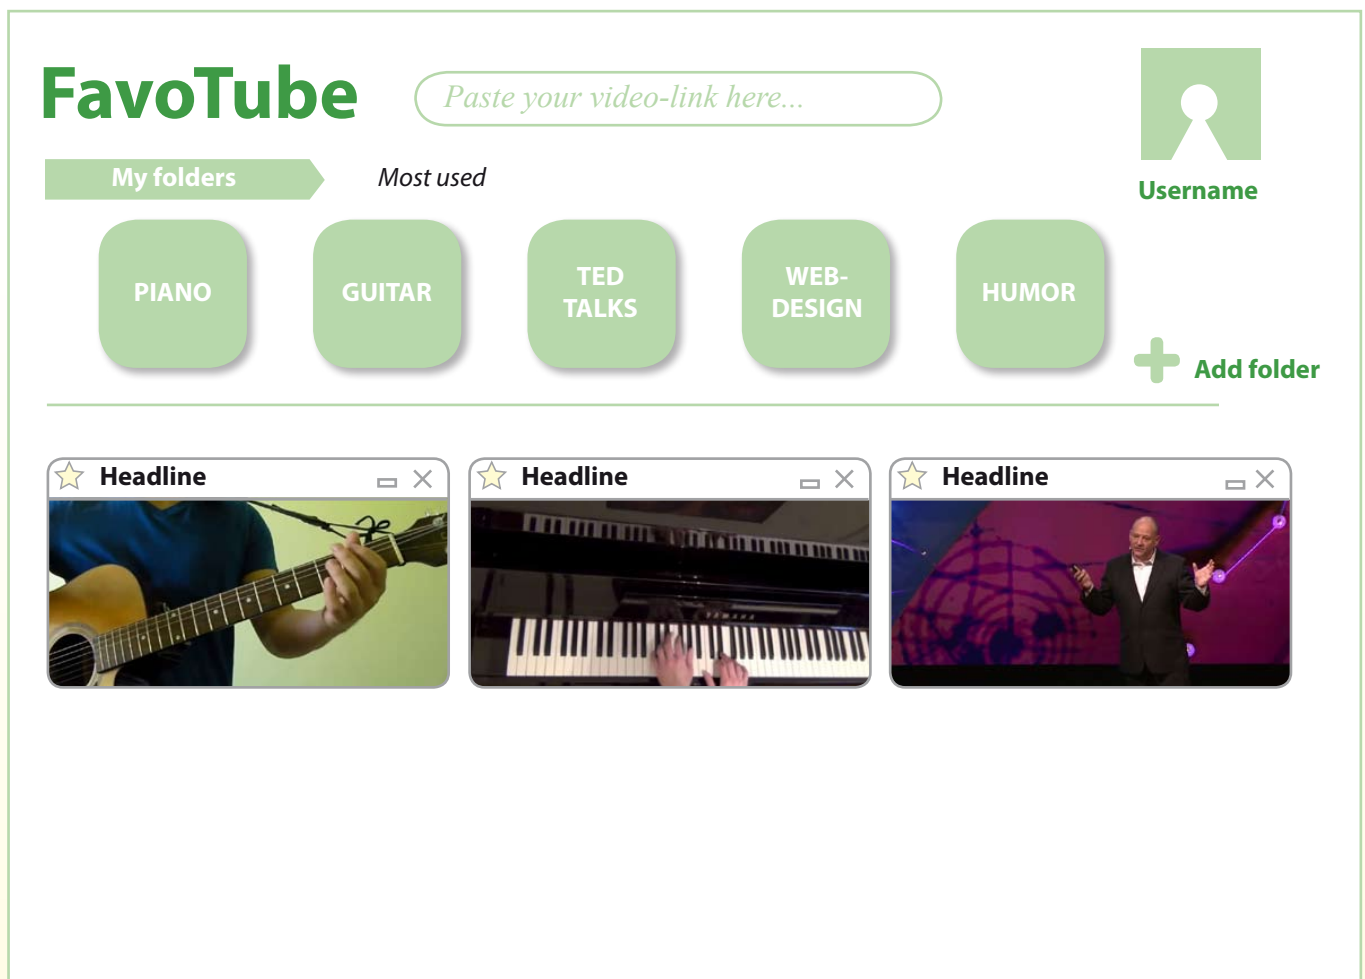 FavoTube
Paste your video-link here...
Username
My folders
Most used
PIANO
GUITAR
TED
TALKS
WEB-
DESIGN
HUMOR
Add folder
Headline
Headline
Headline
YAMAHA